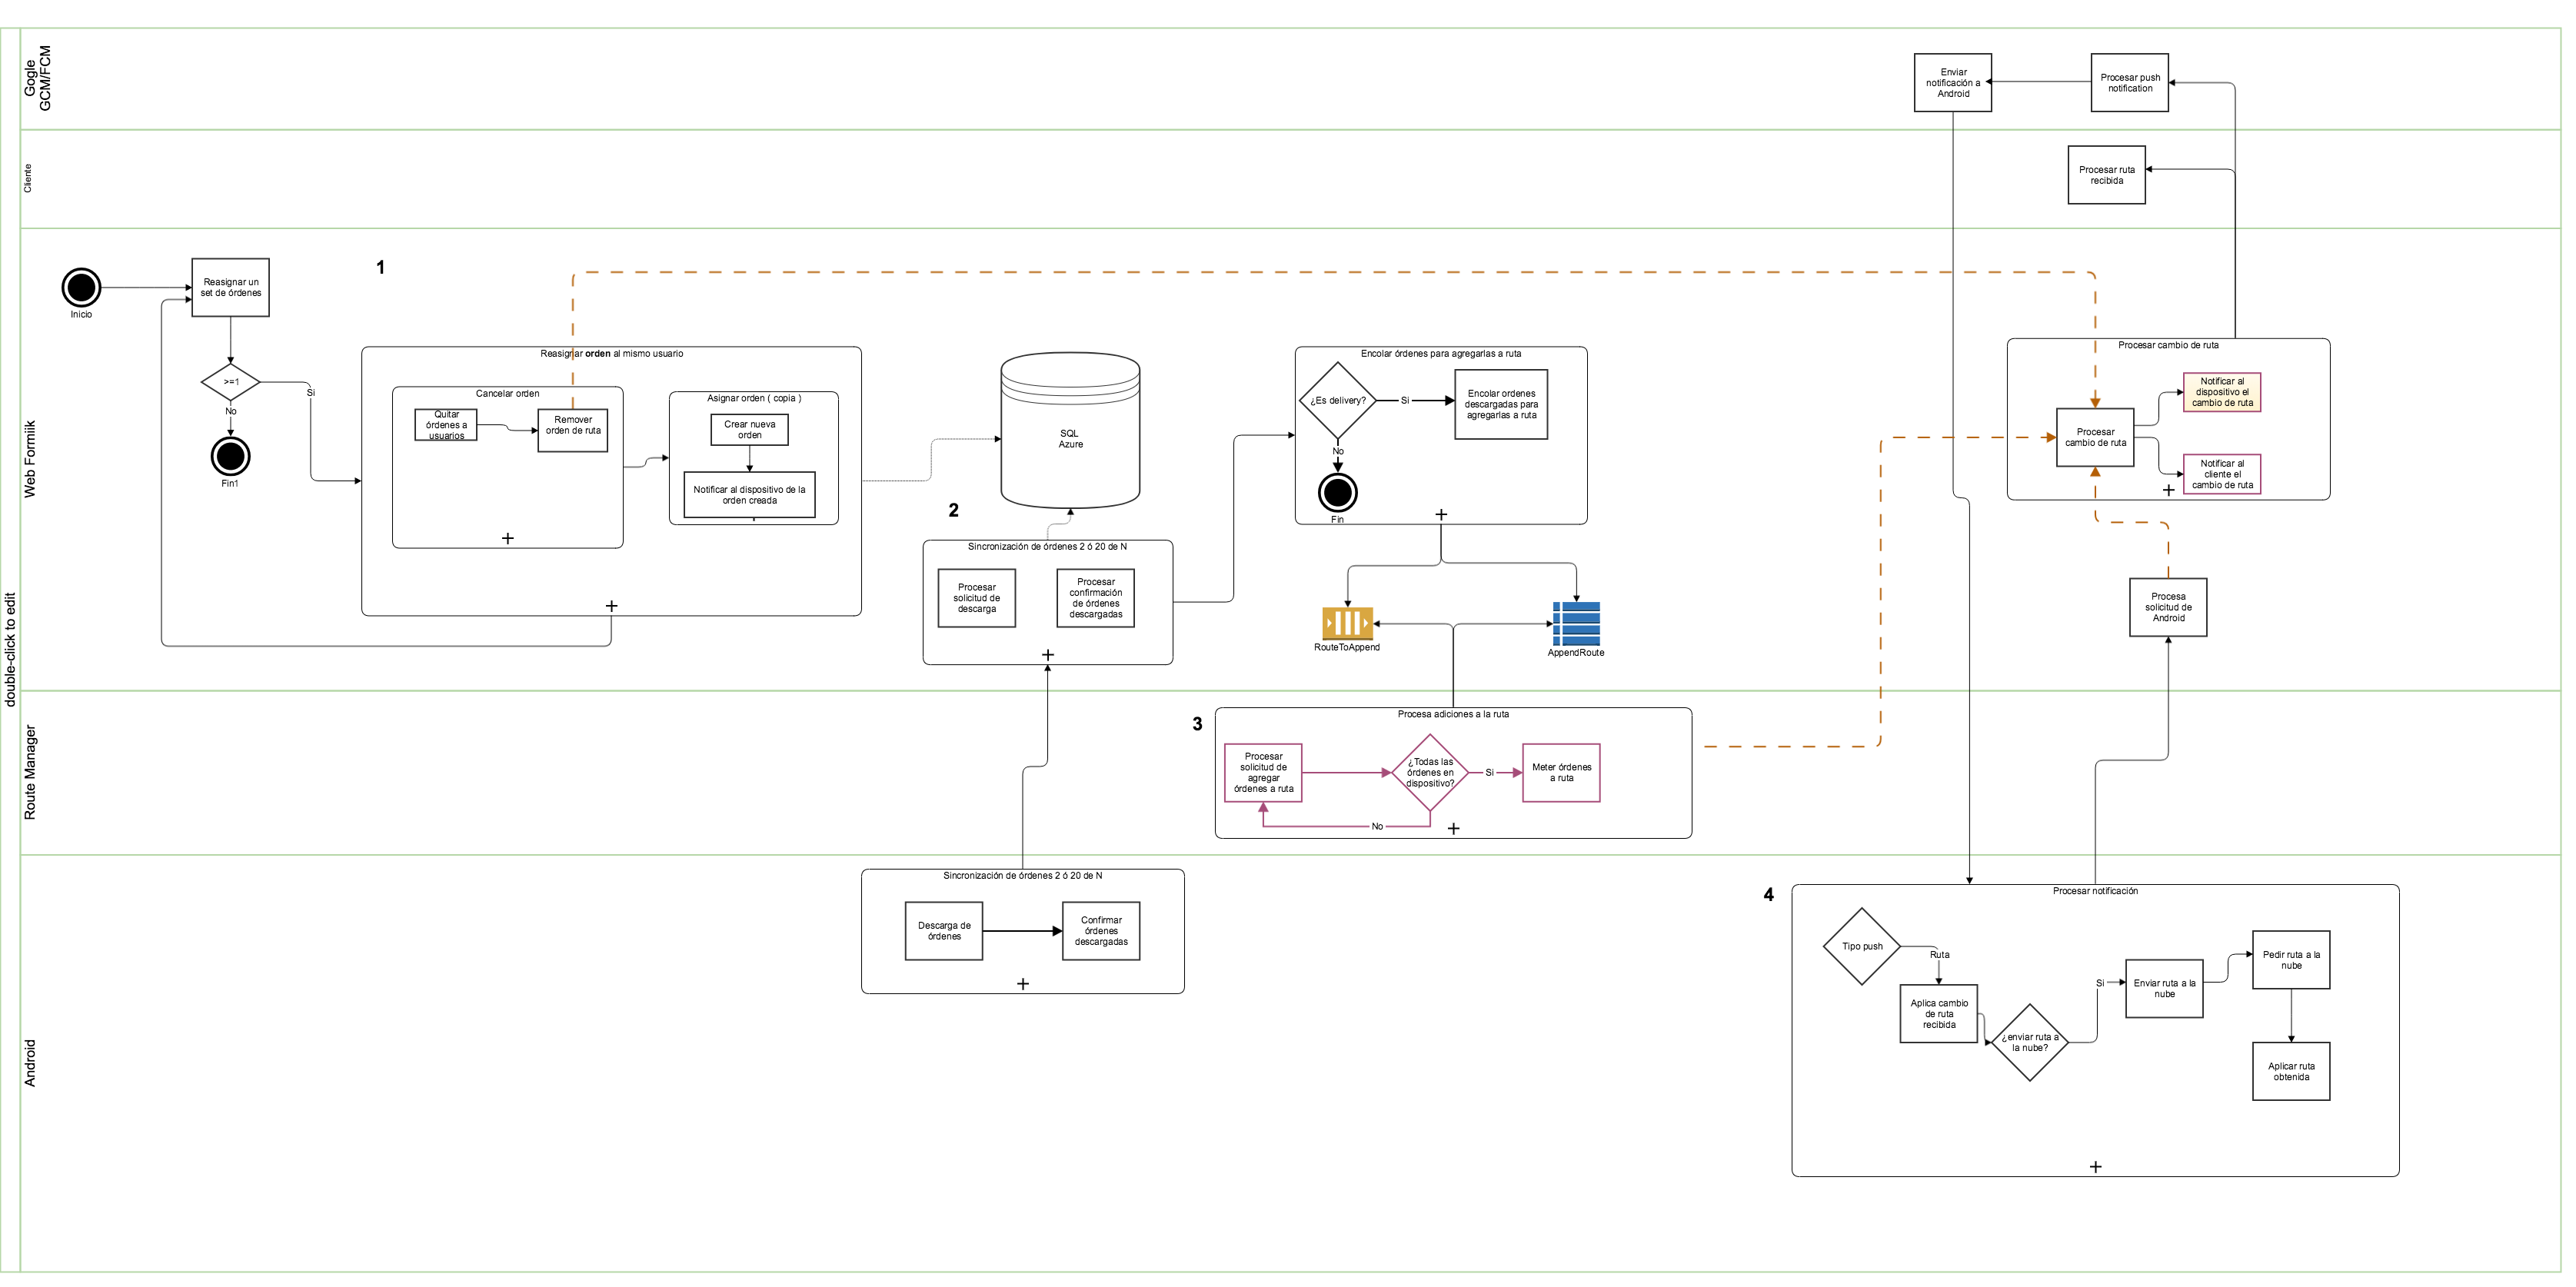 double-click to edit
Gogle
GCM/FCM
Enviar
notificación a
Android
Procesar push
notification
Cliente
Procesar ruta
recibida
Web Formiik
1
Inicio
Reasignar un
set de órdenes
>=1
Si
No
Fin1
Reasignar orden al mismo usuario
Cancelar orden
Quitar
órdenes a
usuarios
Remover
orden de ruta
Asignar orden ( copia )
Crear nueva
orden
Notificar al dispositivo de la
orden creada
SQL
Azure
2
Sincronización de órdenes 2 ó 20 de N
Procesar
solicitud de
descarga
Procesar
confirmación
de órdenes
descargadas
Encolar órdenes para agregarlas a ruta
¿Es delivery?
Si
Encolar ordenes
descargadas para
agregarlas a ruta
No
Fin
RouteToAppend
AppendRoute
Procesar cambio de ruta
Procesar
cambio de ruta
Notificar al
dispositivo el
cambio de ruta
Notificar al
cliente el
cambio de ruta
Procesa
solicitud de
Android
Route Manager
3
Procesa adiciones a la ruta
Procesar
solicitud de
agregar
órdenes a ruta
¿Todas las
órdenes en
dispositivo?
Si
Meter órdenes
a ruta
No
Android
Sincronización de órdenes 2 ó 20 de N
Descarga de
órdenes
Confirmar
órdenes
descargadas
4
Procesar notificación
Tipo push
Ruta
Aplica cambio
de ruta
recibida
¿enviar ruta a
la nube?
Si
Enviar ruta a la
nube
Pedir ruta a la
nube
Aplicar ruta
obtenida